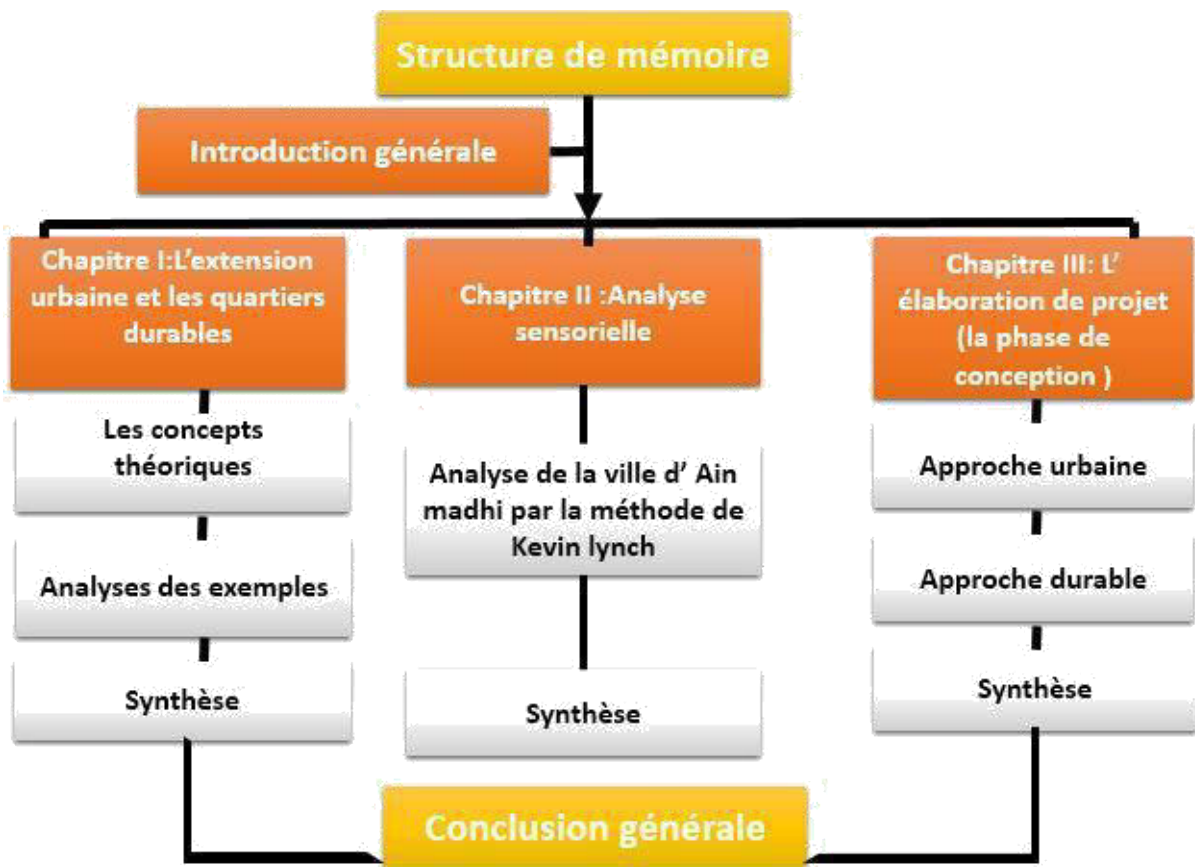 Structure de mémoire
Introduction générale
Chapitre I:L'extension
urbaine et les quartiers
durables
Les concepts
théoriques
Analyses des exemples
Synthèse
Chapitre II :Analyse
sensorielle
Analyse de la ville d' Ain
madhi par la méthode de
Kevin lynch
Synthèse
Chapitre III: L'
élaboration de projet
(la phase de
conception )
Approche urbaine
Approche durable
Synthèse
Conclusion générale